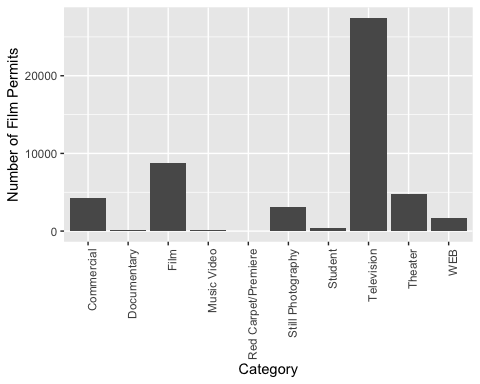 Number of Film Permits
20000
10000
0
Commercial
Documentary
Film
Music Video
Red Carpet/Premiere
Still Photography
Student
Television
Theater
WEB
Category